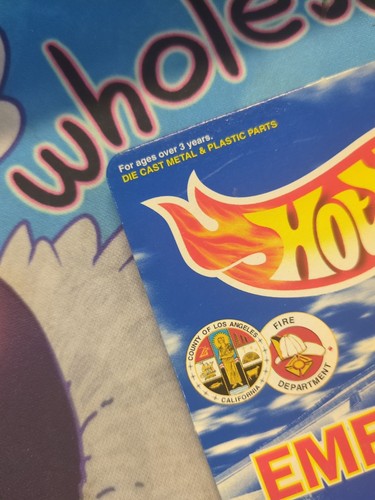 wholes
For ages over 3 years.
DIE CAST METAL & PLASTIC PARTS
HOT
COUNTY OF LOS ANGELES
CALIFORNIA
FIRE
DEPARTMENT
EME